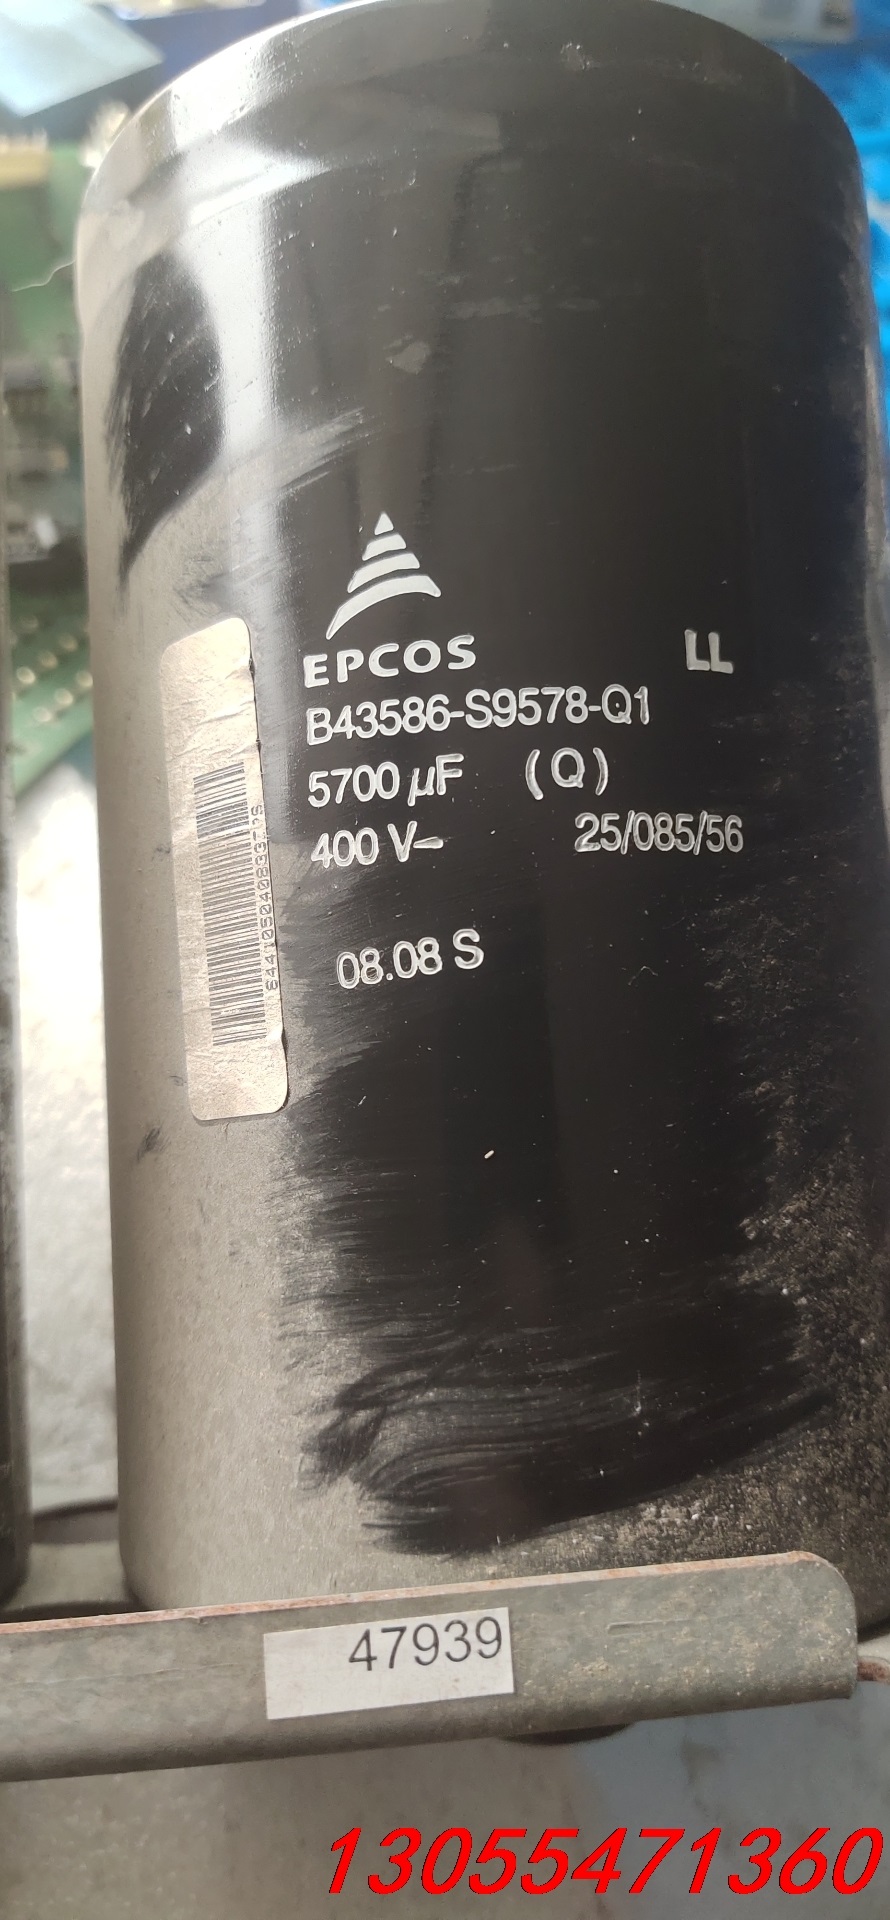 EPCOS LL
B43586-S9578-Q1
5700 µF (Q)
400 V– 25/085/56
08.08 S
47939
13055471360